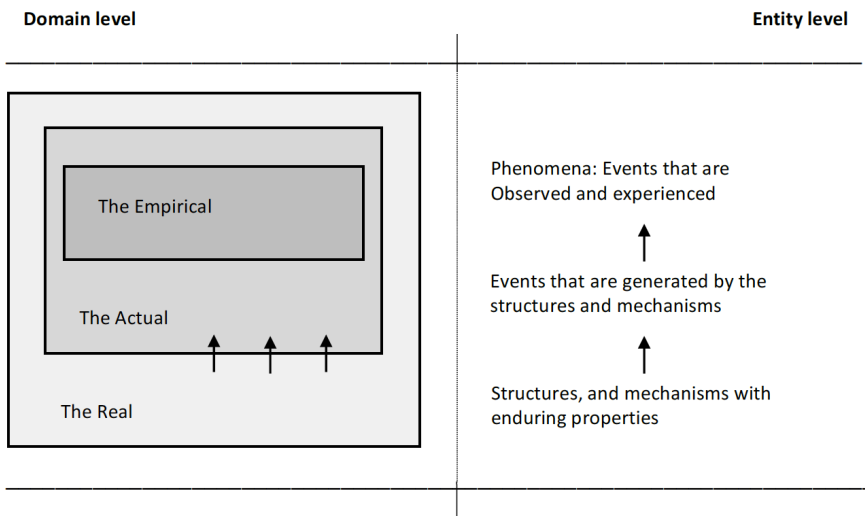 Domain level
Entity level
The Empirical
The Actual
The Real
Phenomena: Events that are
Observed and experienced
Events that are generated by the
structures and mechanisms
Structures, and mechanisms with
enduring properties